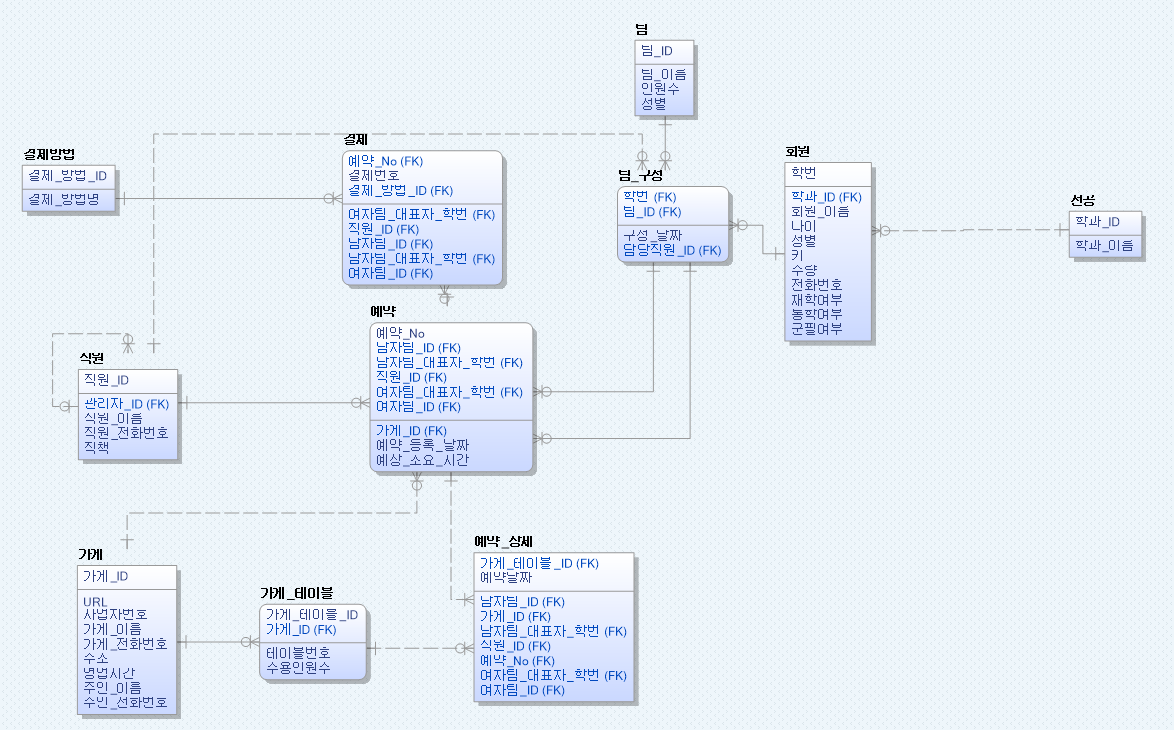 팀
팀_ID
팀_이름
인원수
성별
결제방법
결제_방법_ID
결제_방법명
결제
예약_No (FK)
결제번호
결제_방법_ID (FK)
여자팀_대표자_학번 (FK)
직원_ID (FK)
남자팀_ID (FK)
남자팀_대표자_학번 (FK)
여자팀_ID (FK)
팀_구성
학번 (FK)
팀_ID (FK)
구성_날짜
담당직원_ID (FK)
회원
학번
학과_ID (FK)
회원_이름
나이
성별
키
주량
전화번호
재학여부
통학여부
군필여부
전공
학과_ID
학과_이름
직원
직원_ID
관리자_ID (FK)
직원_이름
직원_전화번호
직책
예약
예약_No
남자팀_ID (FK)
남자팀_대표자_학번 (FK)
직원_ID (FK)
여자팀_대표자_학번 (FK)
여자팀_ID (FK)
가게_ID (FK)
예약_등록_날짜
예상_소요_시간
가게
가게_ID
URL
사업자번호
가게_이름
가게_전화번호
주소
영업시간
주인_이름
주인_전화번호
가게_테이블
가게_테이블_ID
가게_ID (FK)
테이블번호
수용인원수
예약_상세
가게_테이블_ID (FK)
예약날짜
남자팀_ID (FK)
가게_ID (FK)
남자팀_대표자_학번 (FK)
직원_ID (FK)
예약_No (FK)
여자팀_대표자_학번 (FK)
여자팀_ID (FK)